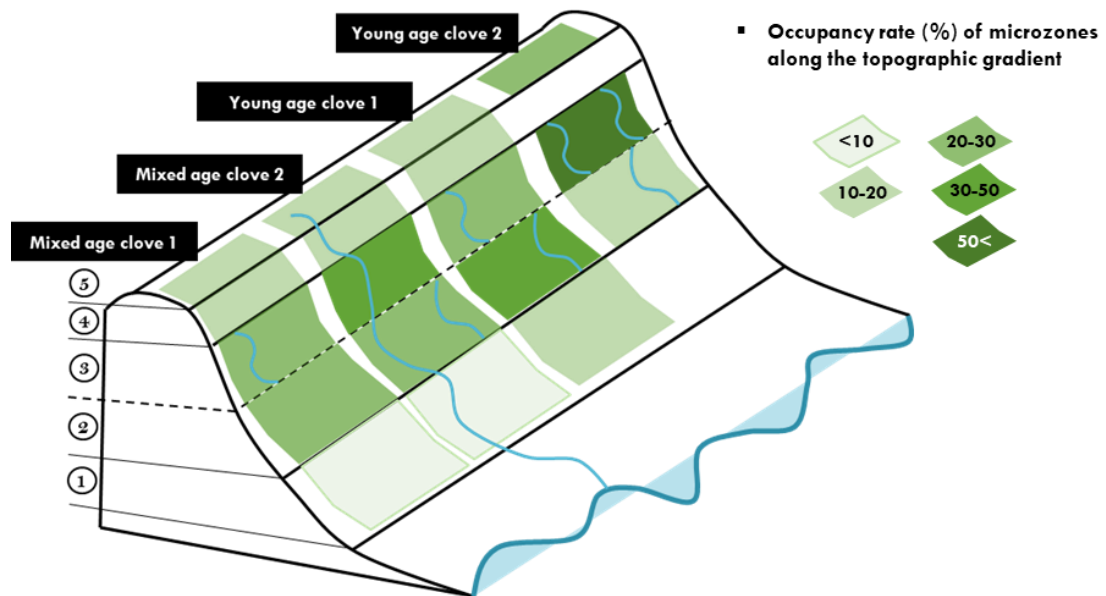 Young age clove 2
Young age clove 1
Mixed age clove 2
Mixed age clove 1
▪ Occupancy rate (%) of microzones
along the topographic gradient
<10
20-30
10-20
30-50
50<
5
4
3
2
1